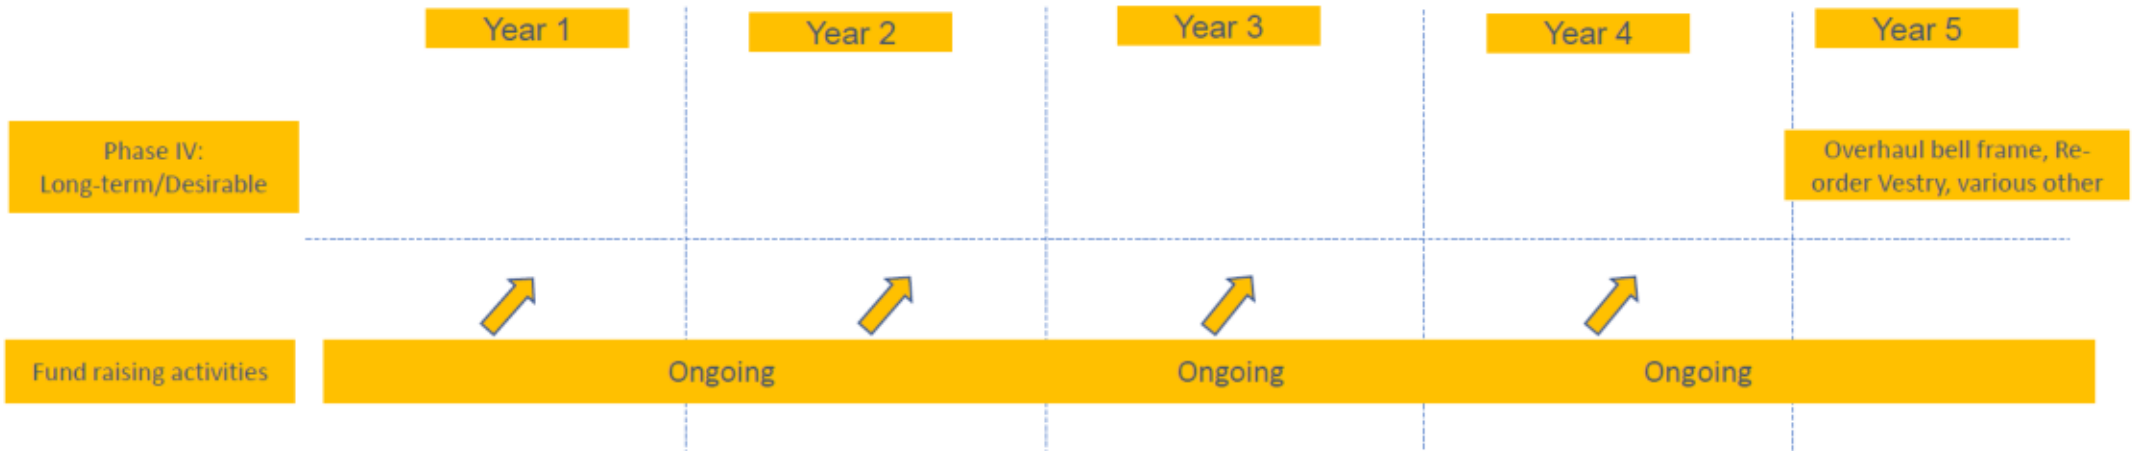 Year 1
Year 2
Year 3
Year 4
Year 5
Phase IV:
Long-term/Desirable
Overhaul bell frame, Re-
order Vestry, various other
Fund raising activities
Ongoing
Ongoing
Ongoing